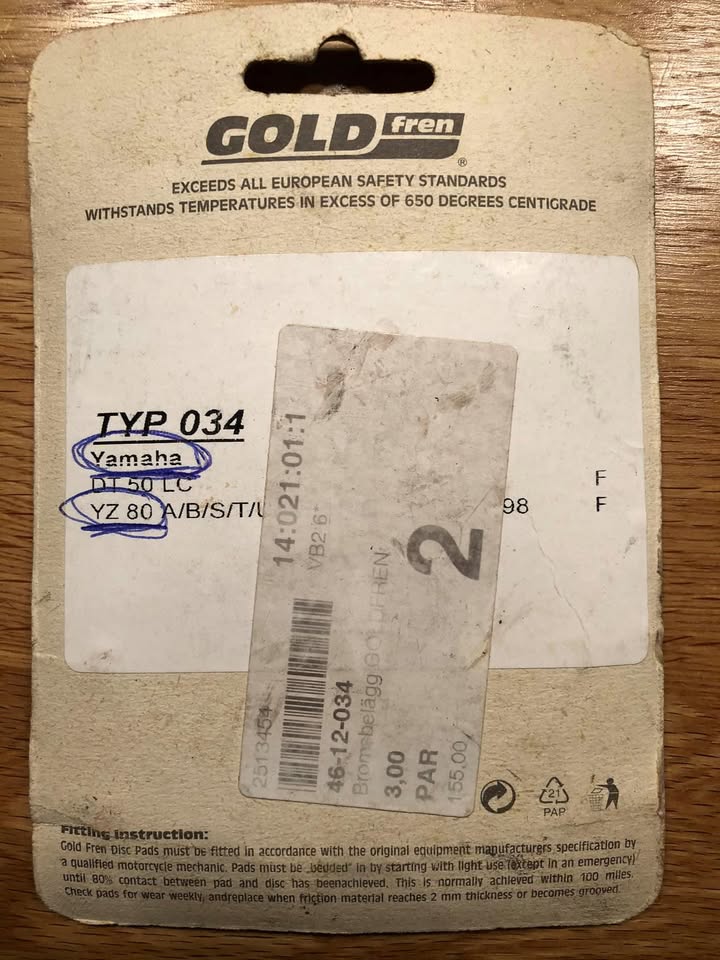 GOLD fren ®
EXCEEDS ALL EUROPEAN SAFETY STANDARDS
WITHSTANDS TEMPERATURES IN EXCESS OF 650 DEGREES CENTIGRADE
TYP 034
Yamaha
DT 50 LC F
YZ 80 A/B/S/T/U 98 F
14:021:01:1
VB2 6"
2
2513454
46-12-034
Bromsbelägg GOLDFREN
3,00
PAR
155,00
21
PAP
Fitting instruction:
Gold Fren Disc Pads must be fitted in accordance with the original equipment manufacturers specification by
a qualified motorcycle mechanic. Pads must be „bedded" in by starting with light use (except in an emergency)
until 80% contact between pad and disc has beenachieved. This is normally achieved within 100 miles.
Check pads for wear weekly, andreplace when friction material reaches 2 mm thickness or becomes grooved.